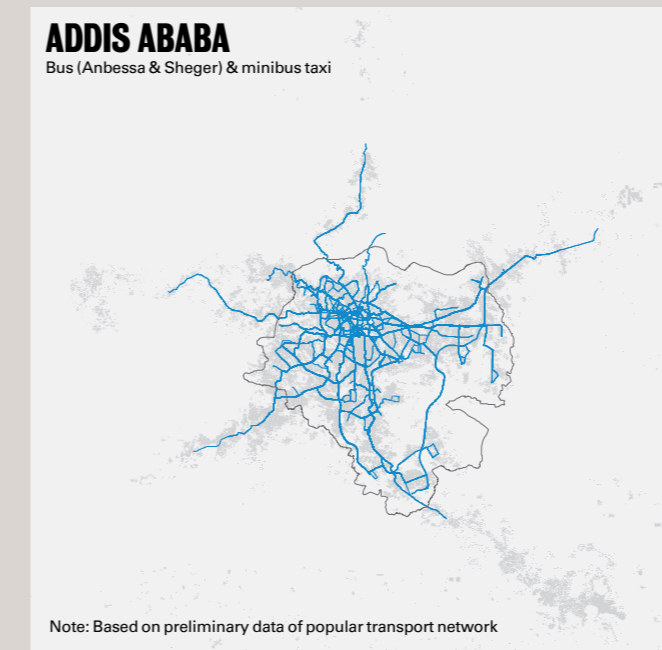 ADDIS ABABA
Bus (Anbessa & Sheger) & minibus taxi
Note: Based on preliminary data of popular transport network